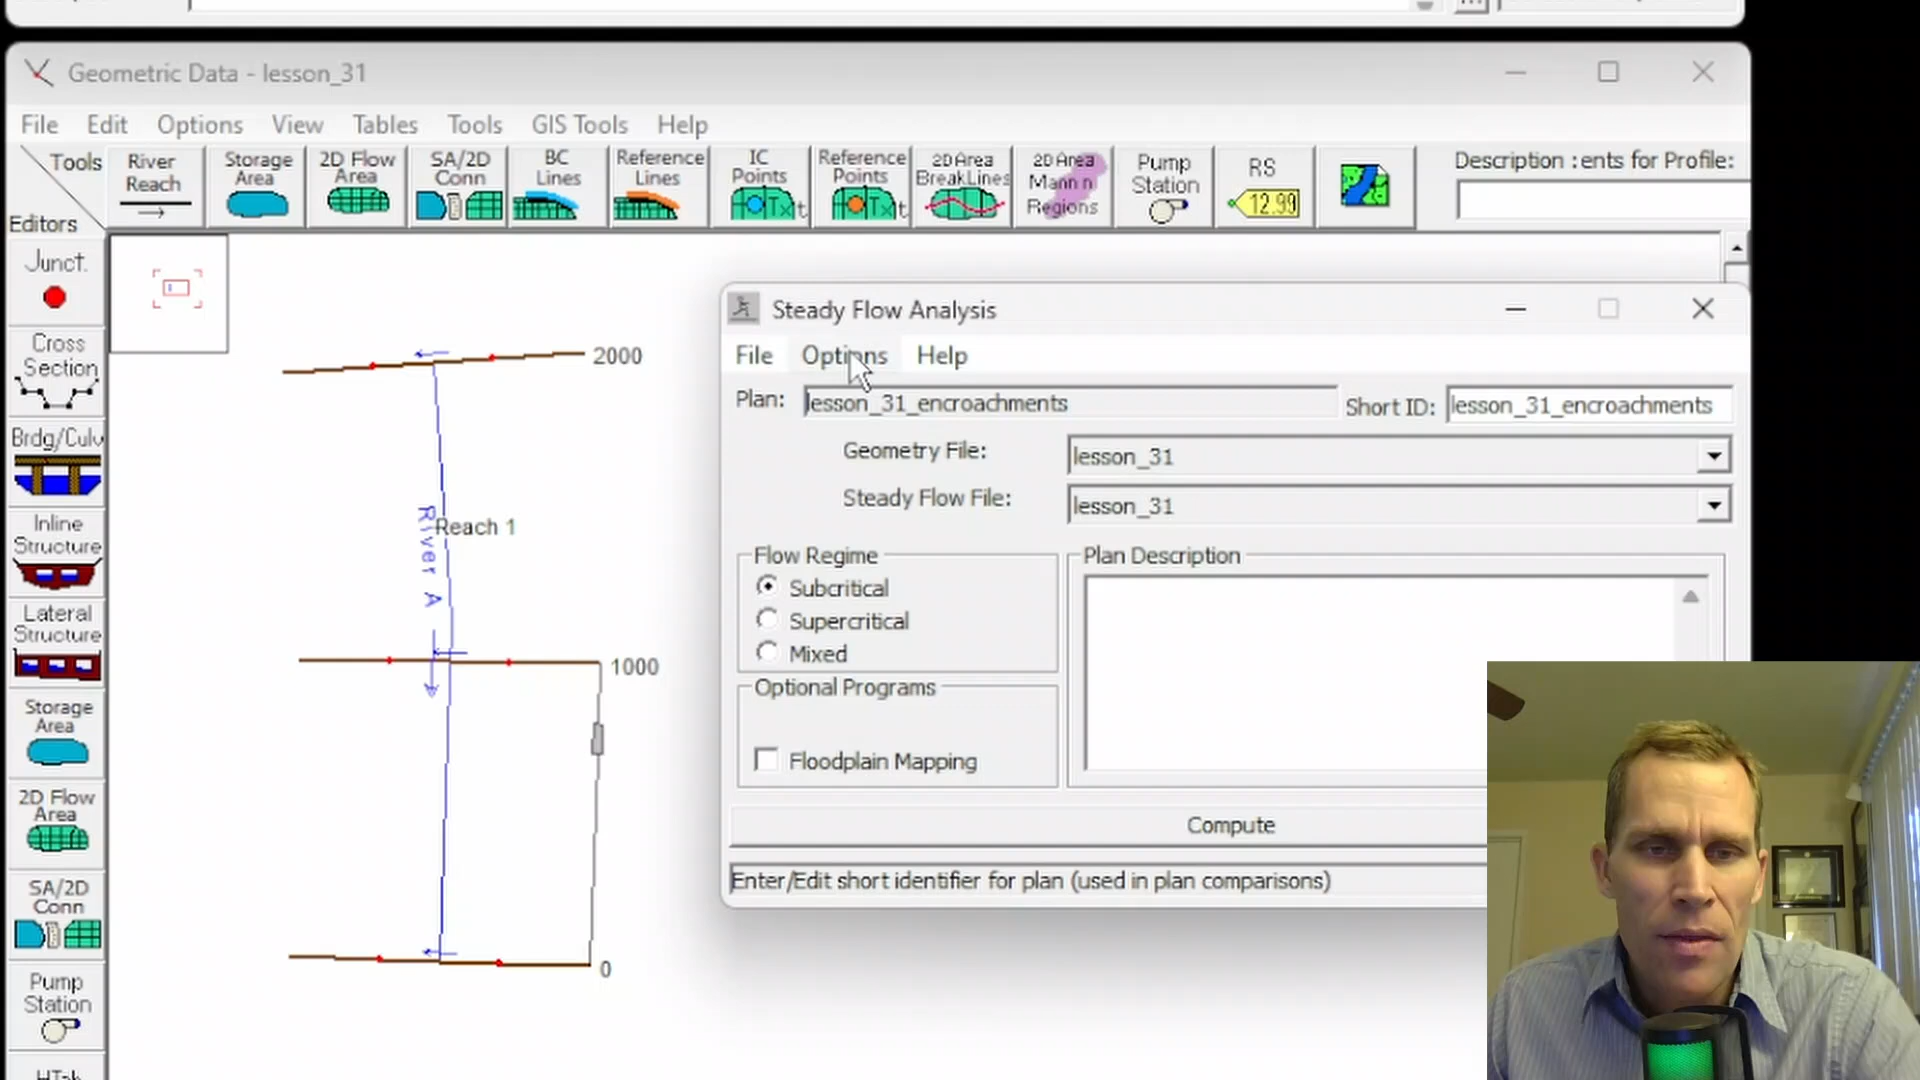 Geometric Data - lesson_31
File Edit Options View Tables Tools GIS Tools Help
Tools
Editors
River
Reach
Storage
Area
2D Flow
Area
SA/2D
Conn
BC
Lines
Reference
Lines
IC
Points
Reference
Points
2D Area
BreakLines
2D Area
Mann n
Regions
Pump
Station
RS
12.99
Description :ents for Profile:
Junct.
Cross
Section
Brdg/Culv
Inline
Structure
Lateral
Structure
Storage
Area
2D Flow
Area
SA/2D
Conn
Pump
Station
HTab
2000
River A
Reach 1
1000
0
Steady Flow Analysis
File Options Help
Plan: lesson_31_encroachments
Short ID: lesson_31_encroachments
Geometry File: lesson_31
Steady Flow File: lesson_31
Flow Regime
Subcritical
Supercritical
Mixed
Optional Programs
Floodplain Mapping
Plan Description
Compute
Enter/Edit short identifier for plan (used in plan comparisons)